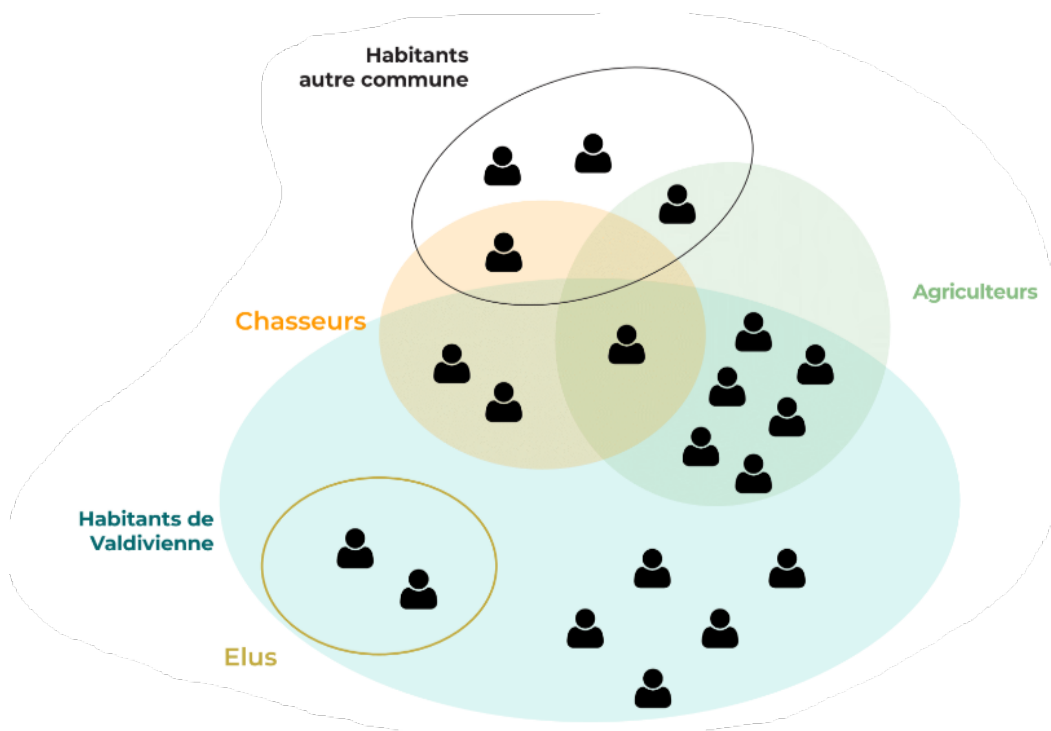 Habitants
autre commune
Agriculteurs
Chasseurs
Habitants de
Valdivienne
Elus